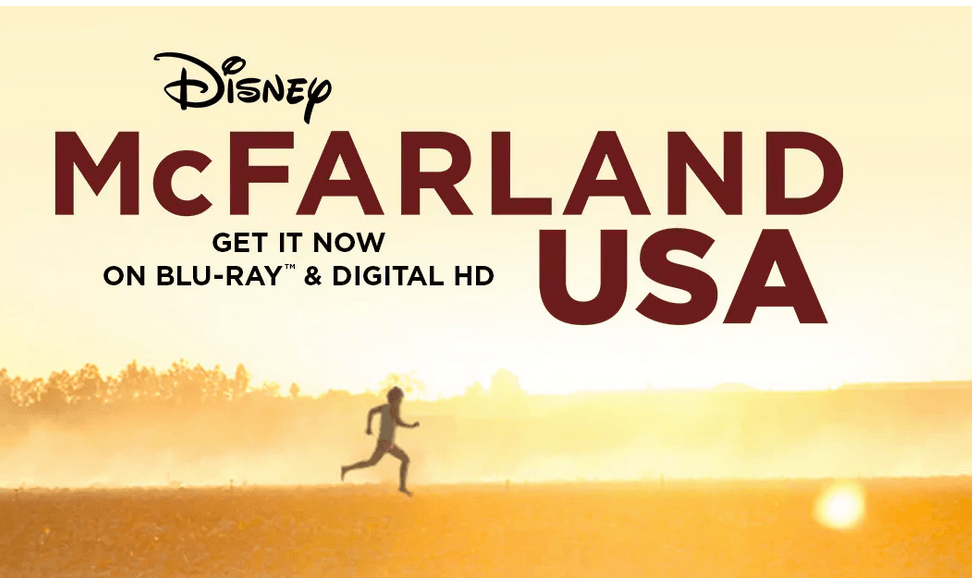 Disney
McFARLAND
USA
GET IT NOW
ON BLU-RAY™ & DIGITAL HD